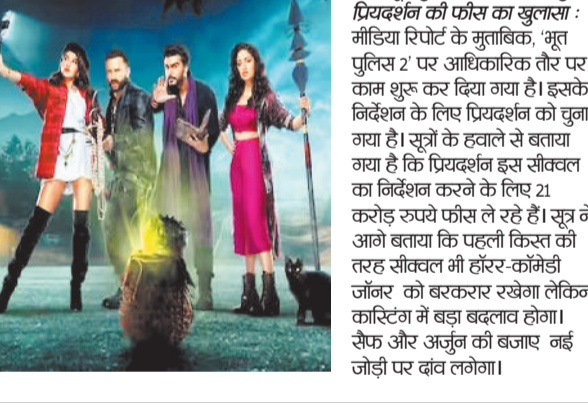 प्रियदर्शन की फीस का खुलासा :
मीडिया रिपोर्ट के मुताबिक, ‘भूत
पुलिस 2’ पर आधिकारिक तौर पर
काम शुरू कर दिया गया है। इसके
निर्देशन के लिए प्रियदर्शन को चुना
गया है। सूत्रों के हवाले से बताया
गया है कि प्रियदर्शन इस सीक्वल
का निर्देशन करने के लिए 21
करोड़ रुपये फीस ले रहे हैं। सूत्र ने
आगे बताया कि पहली किस्त की
तरह सीक्वल भी हॉरर-कॉमेडी
जॉनर को बरकरार रखेगा लेकिन
कास्टिंग में बड़ा बदलाव होगा।
सैफ और अर्जुन की बजाए नई
जोड़ी पर दांव लगेगा।